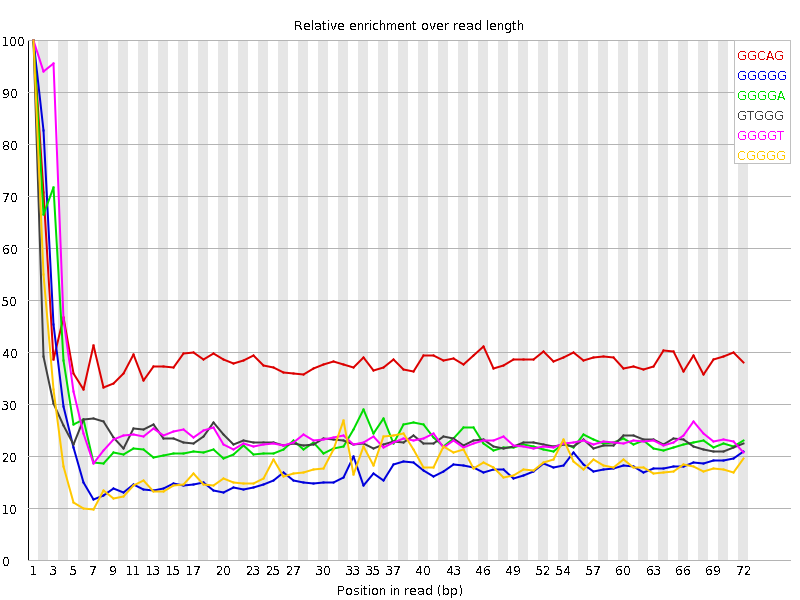 Relative enrichment over read length
100
90
80
70
60
50
40
30
20
10
0
GGCAG
GGGGG
GGGGA
GTGGG
GGGGT
CGGGG
1 3 5 7 9 11 13 15 17 20 23 25 27 30 33 35 37 40 43 46 49 52 54 57 60 63 66 69 72
Position in read (bp)